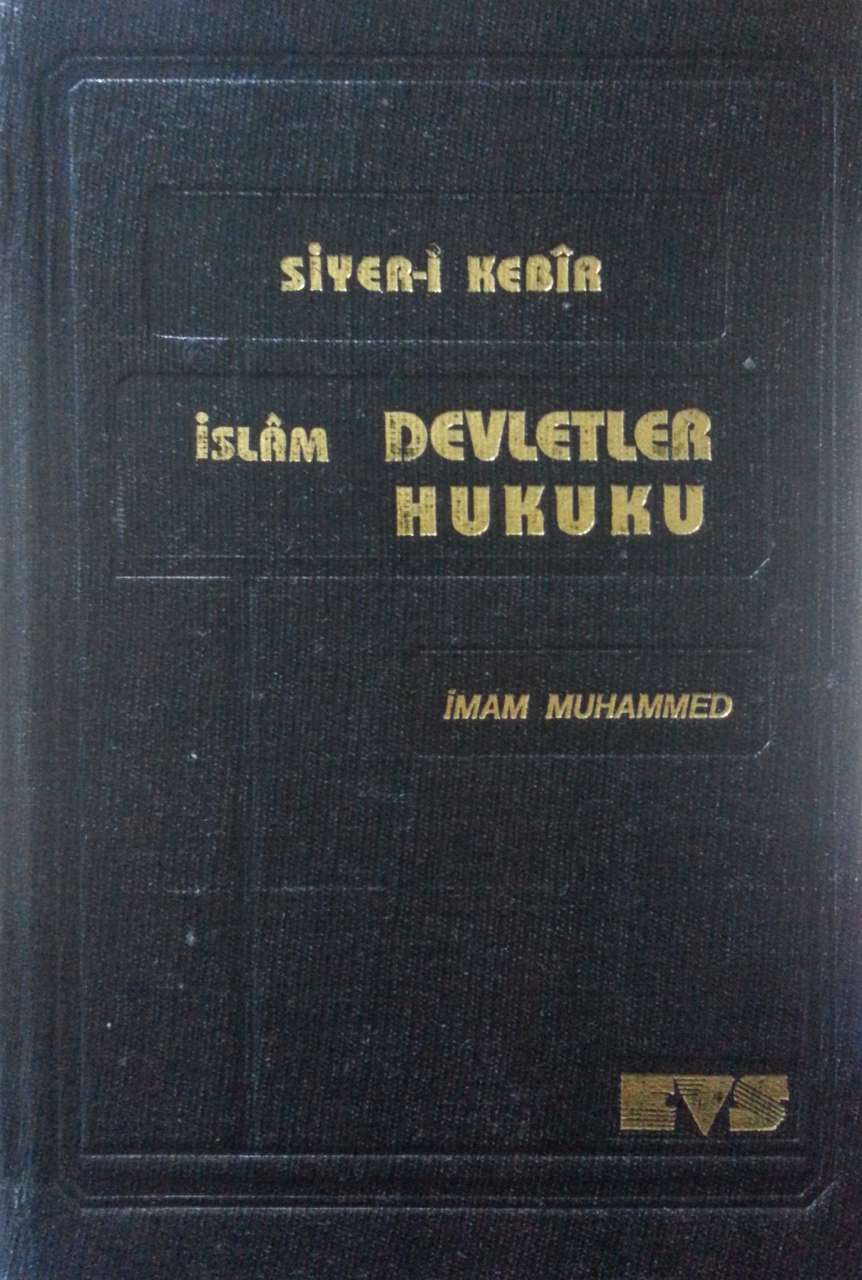 SİYER-İ KEBÎR
İSLÂM DEVLETLER
HUKUKU
İMAM MUHAMMED
EVS